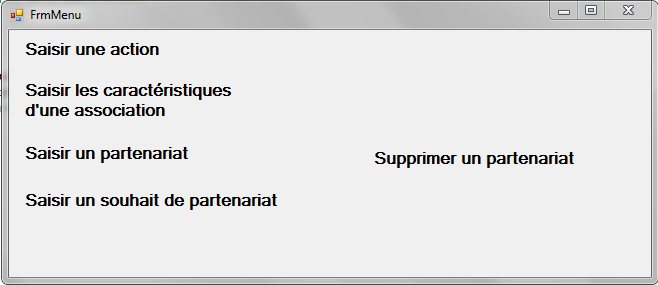 FrmMenu
Saisir une action
Saisir les caractéristiques
d'une association
Saisir un partenariat
Supprimer un partenariat
Saisir un souhait de partenariat